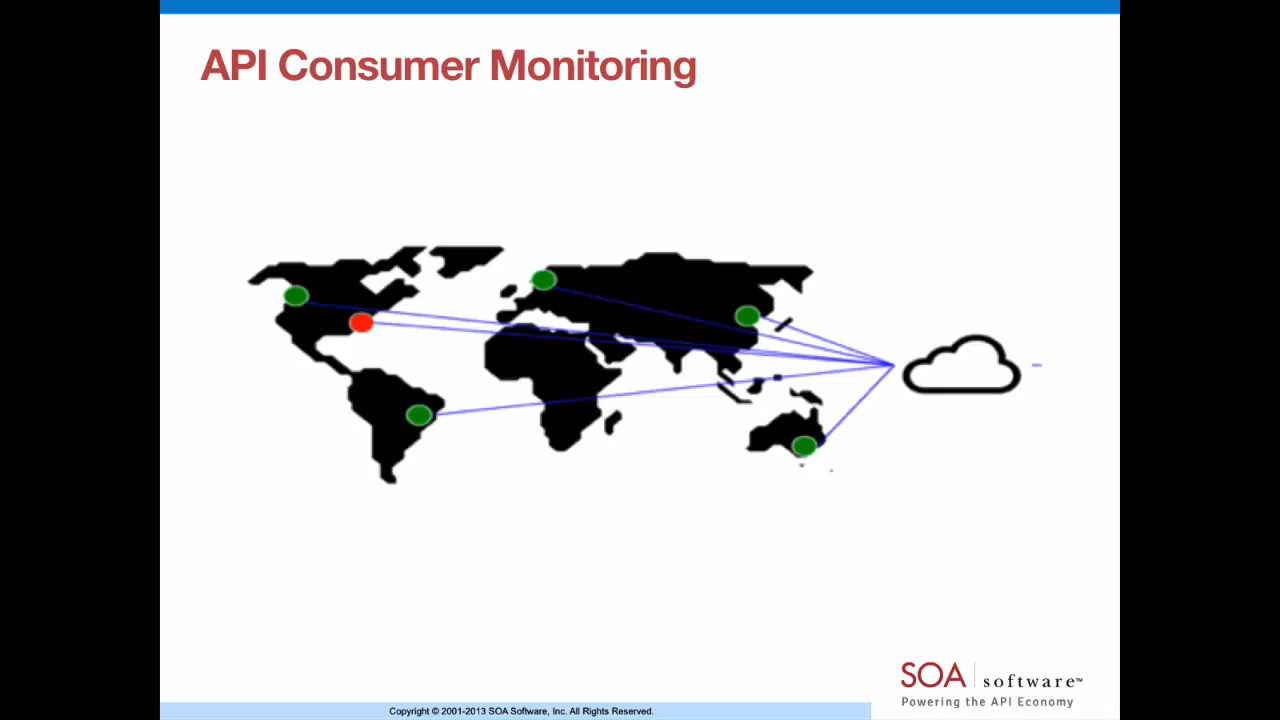 API Consumer Monitoring
SOA software™
Powering the API Economy
Copyright © 2001-2013 SOA Software, Inc. All Rights Reserved.